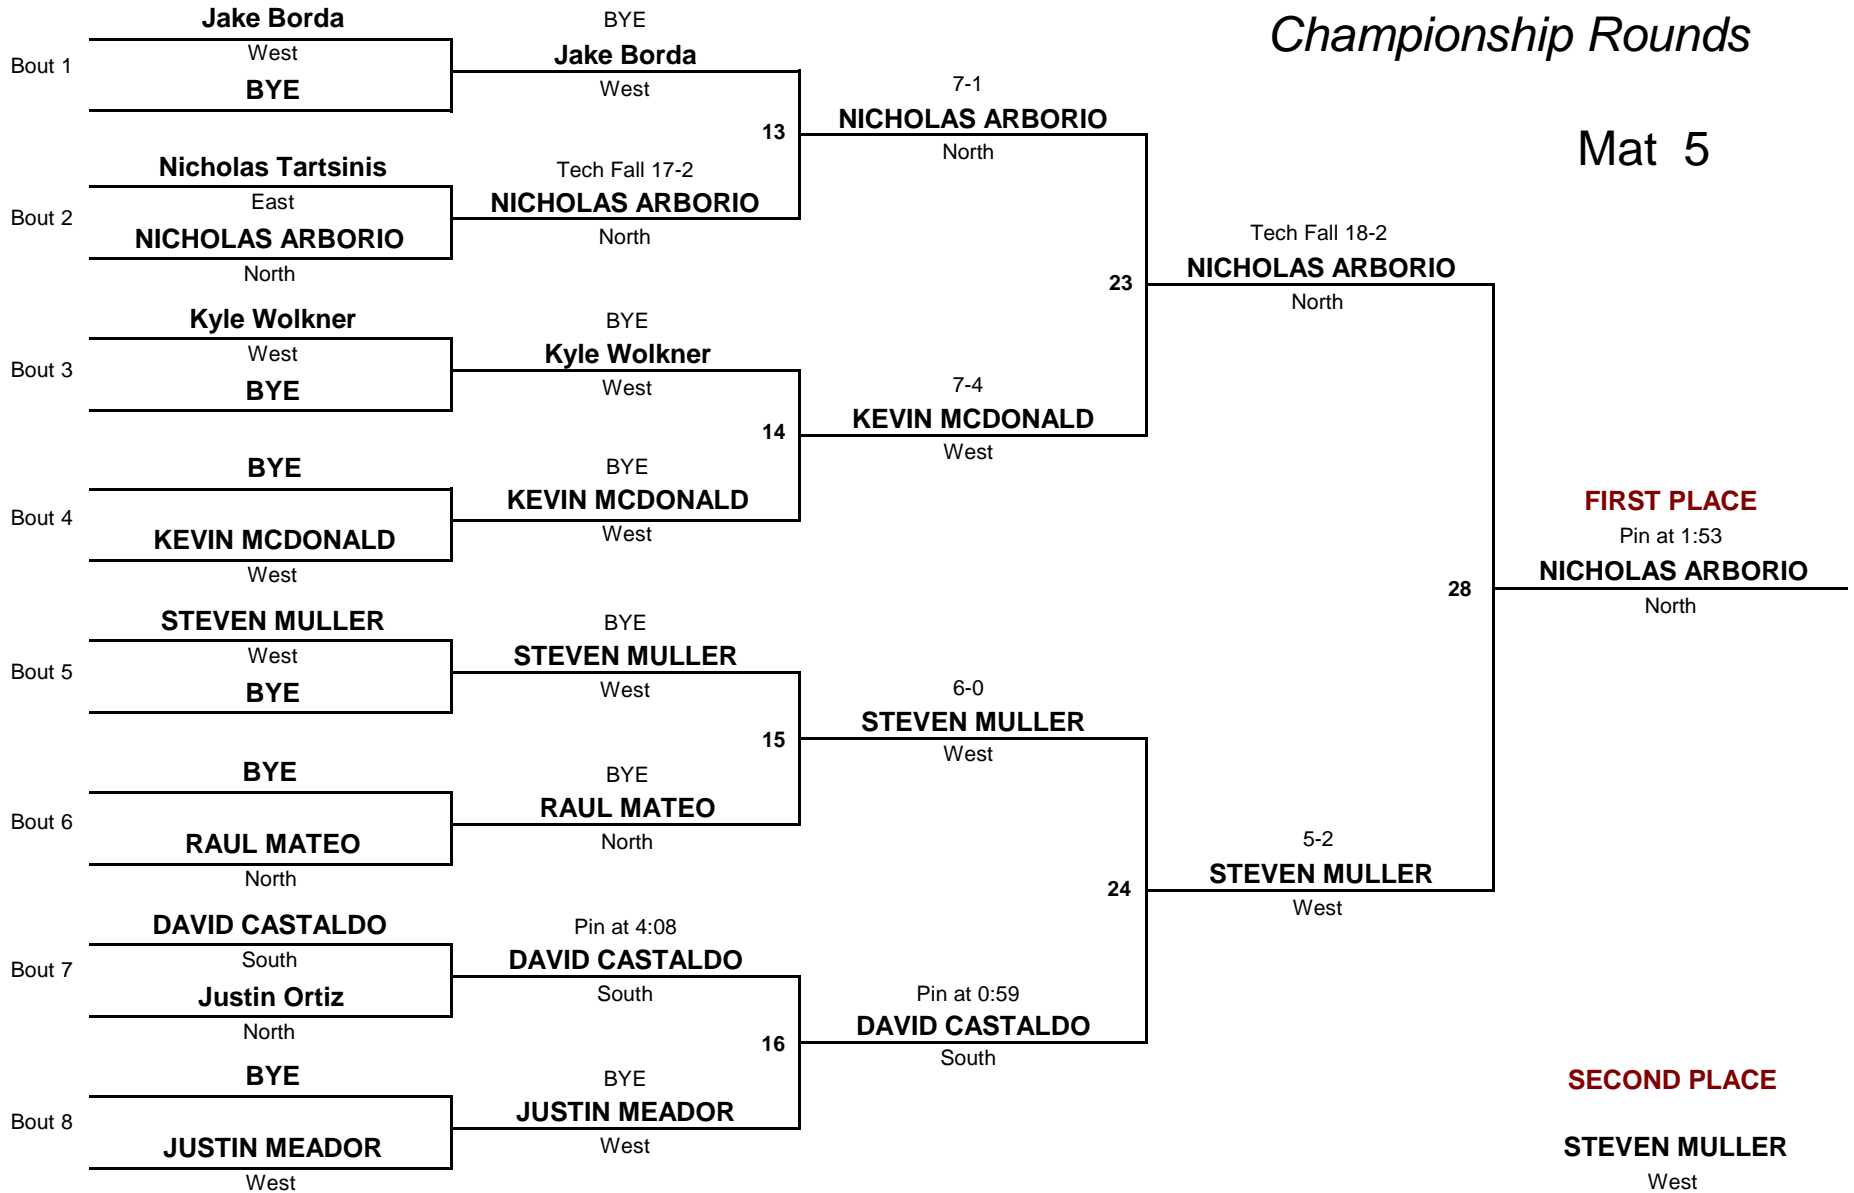 Championship Rounds
Mat 5
Bout 1
Jake Borda
West
BYE
Bout 2
Nicholas Tartsinis
East
NICHOLAS ARBORIO
North
Bout 3
Kyle Wolkner
West
BYE
Bout 4
BYE
KEVIN MCDONALD
West
Bout 5
STEVEN MULLER
West
BYE
Bout 6
BYE
RAUL MATEO
North
Bout 7
DAVID CASTALDO
South
Justin Ortiz
North
Bout 8
BYE
JUSTIN MEADOR
West
BYE
Jake Borda
West
13
Tech Fall 17-2
NICHOLAS ARBORIO
North
BYE
Kyle Wolkner
West
14
BYE
KEVIN MCDONALD
West
BYE
STEVEN MULLER
West
15
BYE
RAUL MATEO
North
Pin at 4:08
DAVID CASTALDO
South
16
BYE
JUSTIN MEADOR
West
7-1
NICHOLAS ARBORIO
North
23
7-4
KEVIN MCDONALD
West
6-0
STEVEN MULLER
West
24
Pin at 0:59
DAVID CASTALDO
South
Tech Fall 18-2
NICHOLAS ARBORIO
North
28
5-2
STEVEN MULLER
West
FIRST PLACE
Pin at 1:53
NICHOLAS ARBORIO
North
SECOND PLACE
STEVEN MULLER
West